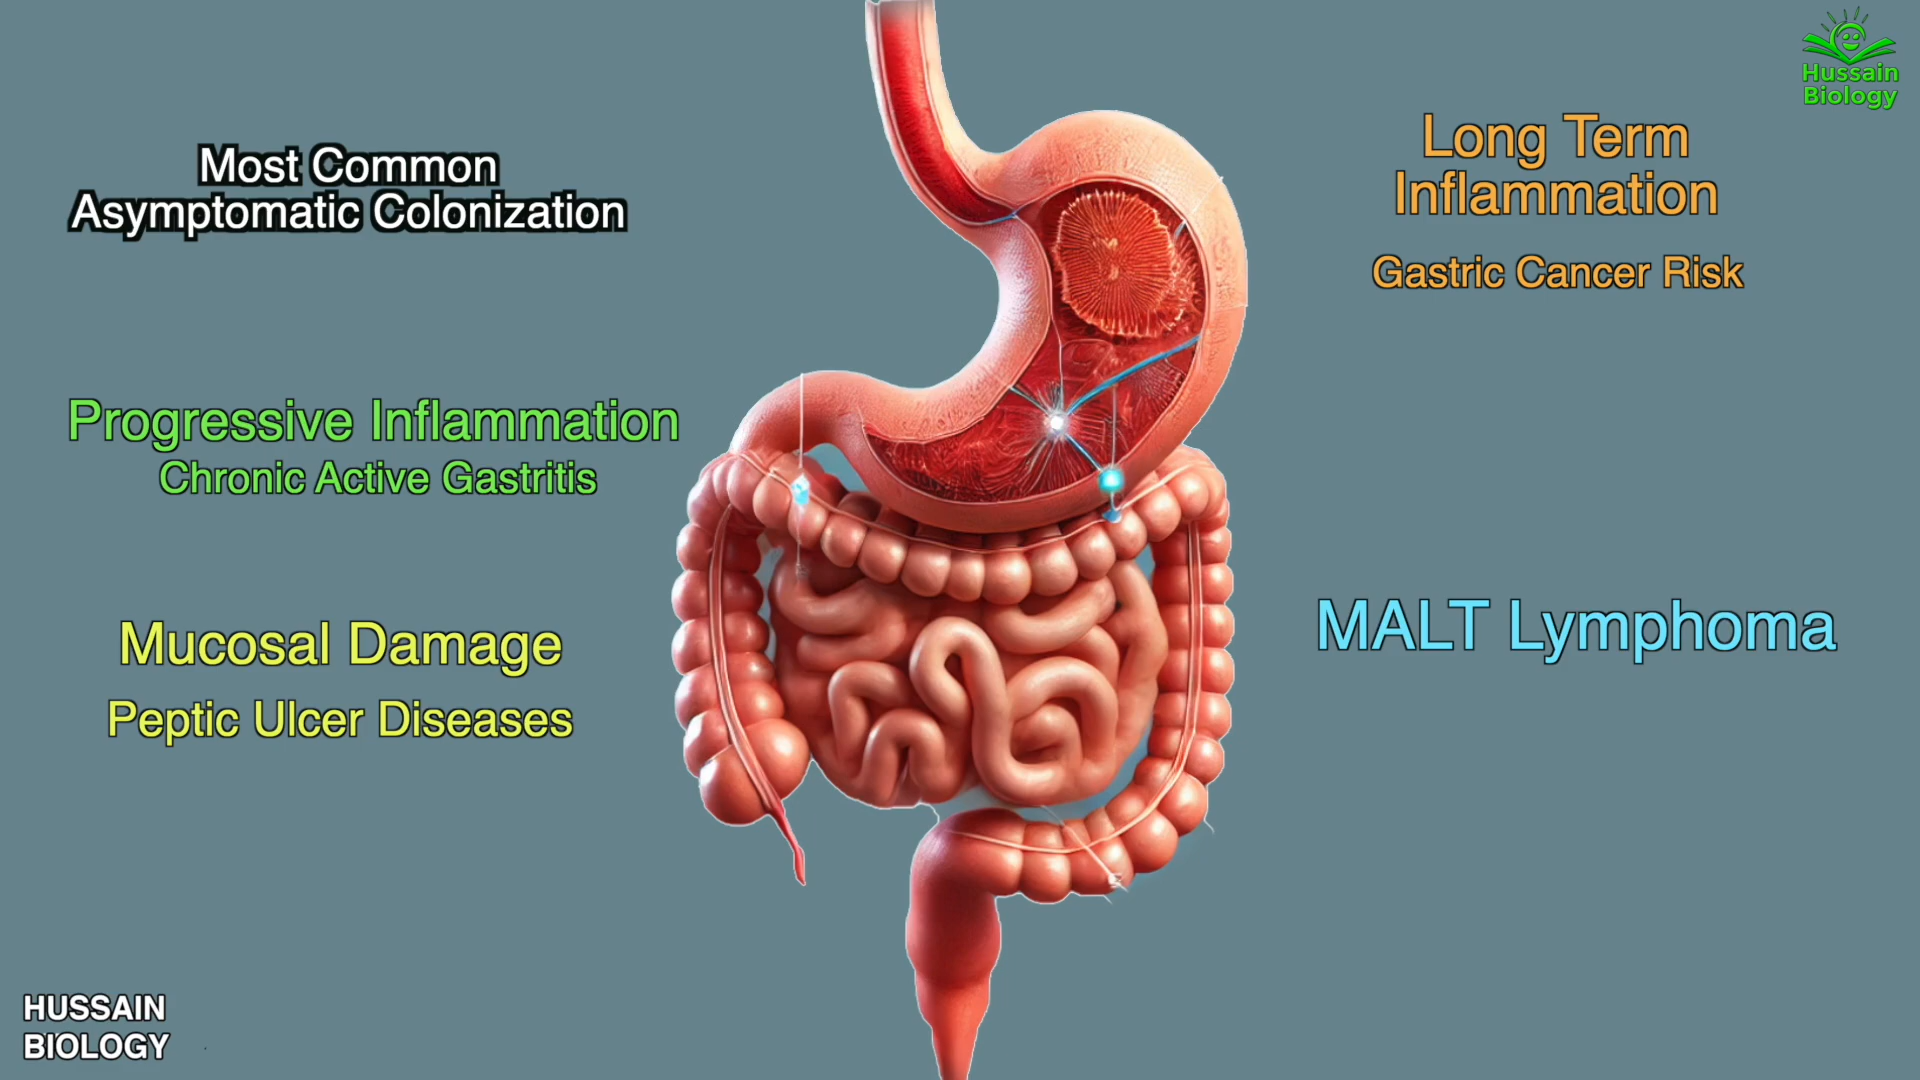 Most Common
Asymptomatic Colonization
Progressive Inflammation
Chronic Active Gastritis
Mucosal Damage
Peptic Ulcer Diseases
Long Term
Inflammation
Gastric Cancer Risk
MALT Lymphoma
Hussain
Biology
HUSSAIN
BIOLOGY